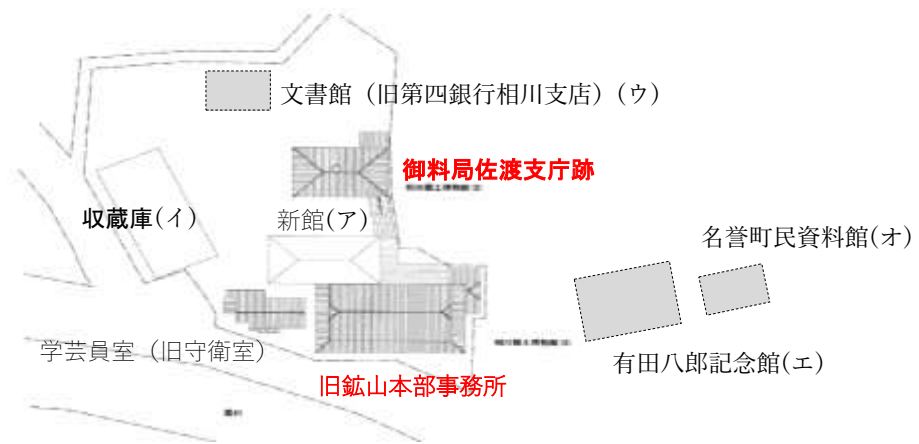 文書館（旧第四銀行相川支店）(ウ)
御料局佐渡支庁跡
収蔵庫(イ)
新館(ア)
名誉町民資料館(オ)
学芸員室（旧守衛室）
有田八郎記念館(エ)
旧鉱山本部事務所